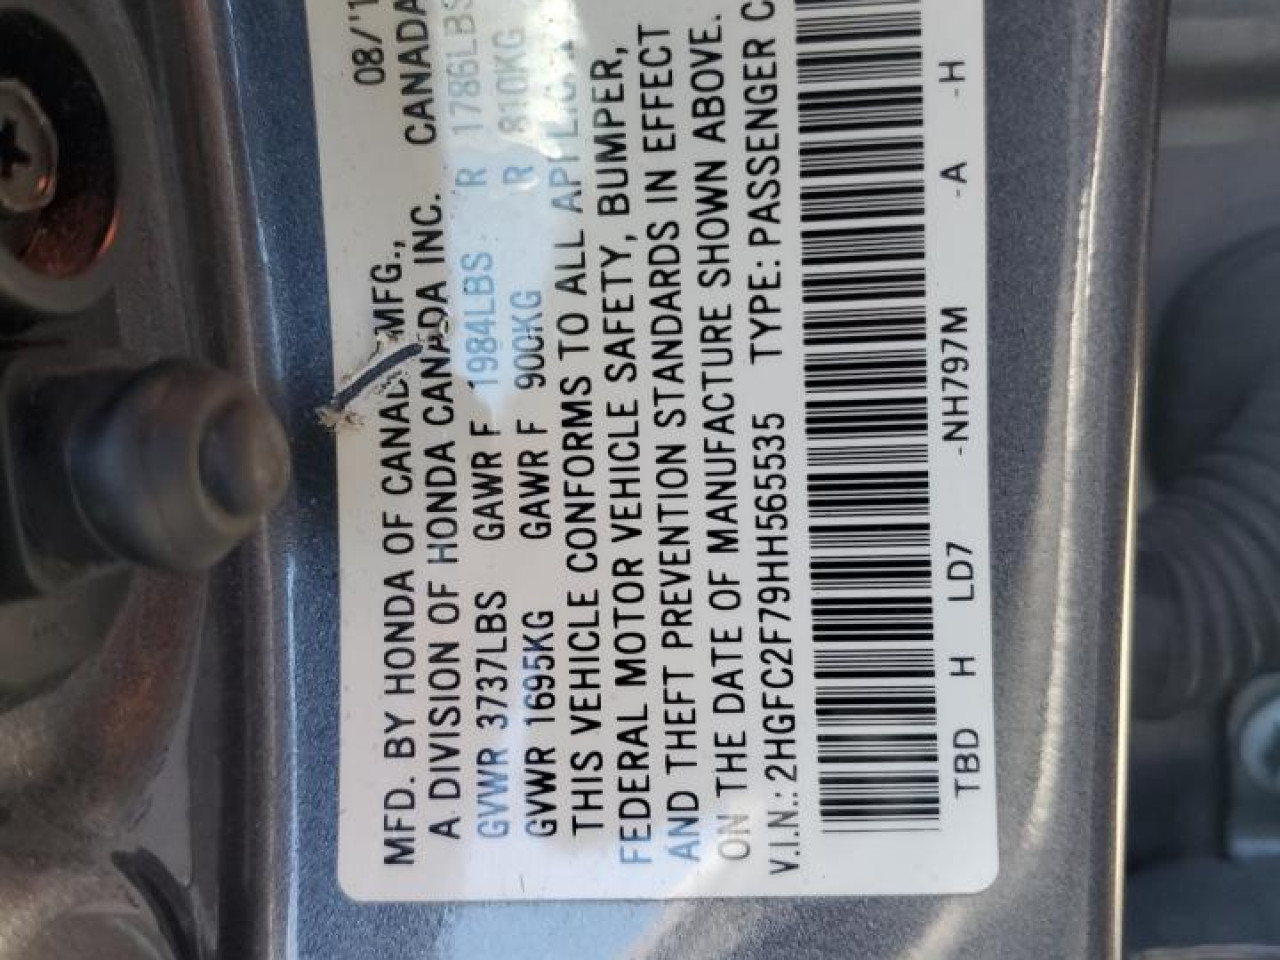 08/'1
MFD. BY HONDA OF CANADA MFG.,
A DIVISION OF HONDA CANADA INC. CANADA
GVWR 3737LBS GAWR F 1984LBS, R 1786LBS
GVWR 1695KG GAWR F 900KG R 810KG
THIS VEHICLE CONFORMS TO ALL
FEDERAL MOTOR VEHICLE SAFETY, BUMPER,
AND THEFT PREVENTION STANDARDS IN EFFECT
ON THE DATE OF MANUFACTURE SHOWN ABOVE.
V.I.N.: 2HGFC2F79HH565535 TYPE: PASSENGER C
TBD H LD7 -NH797M -A -H